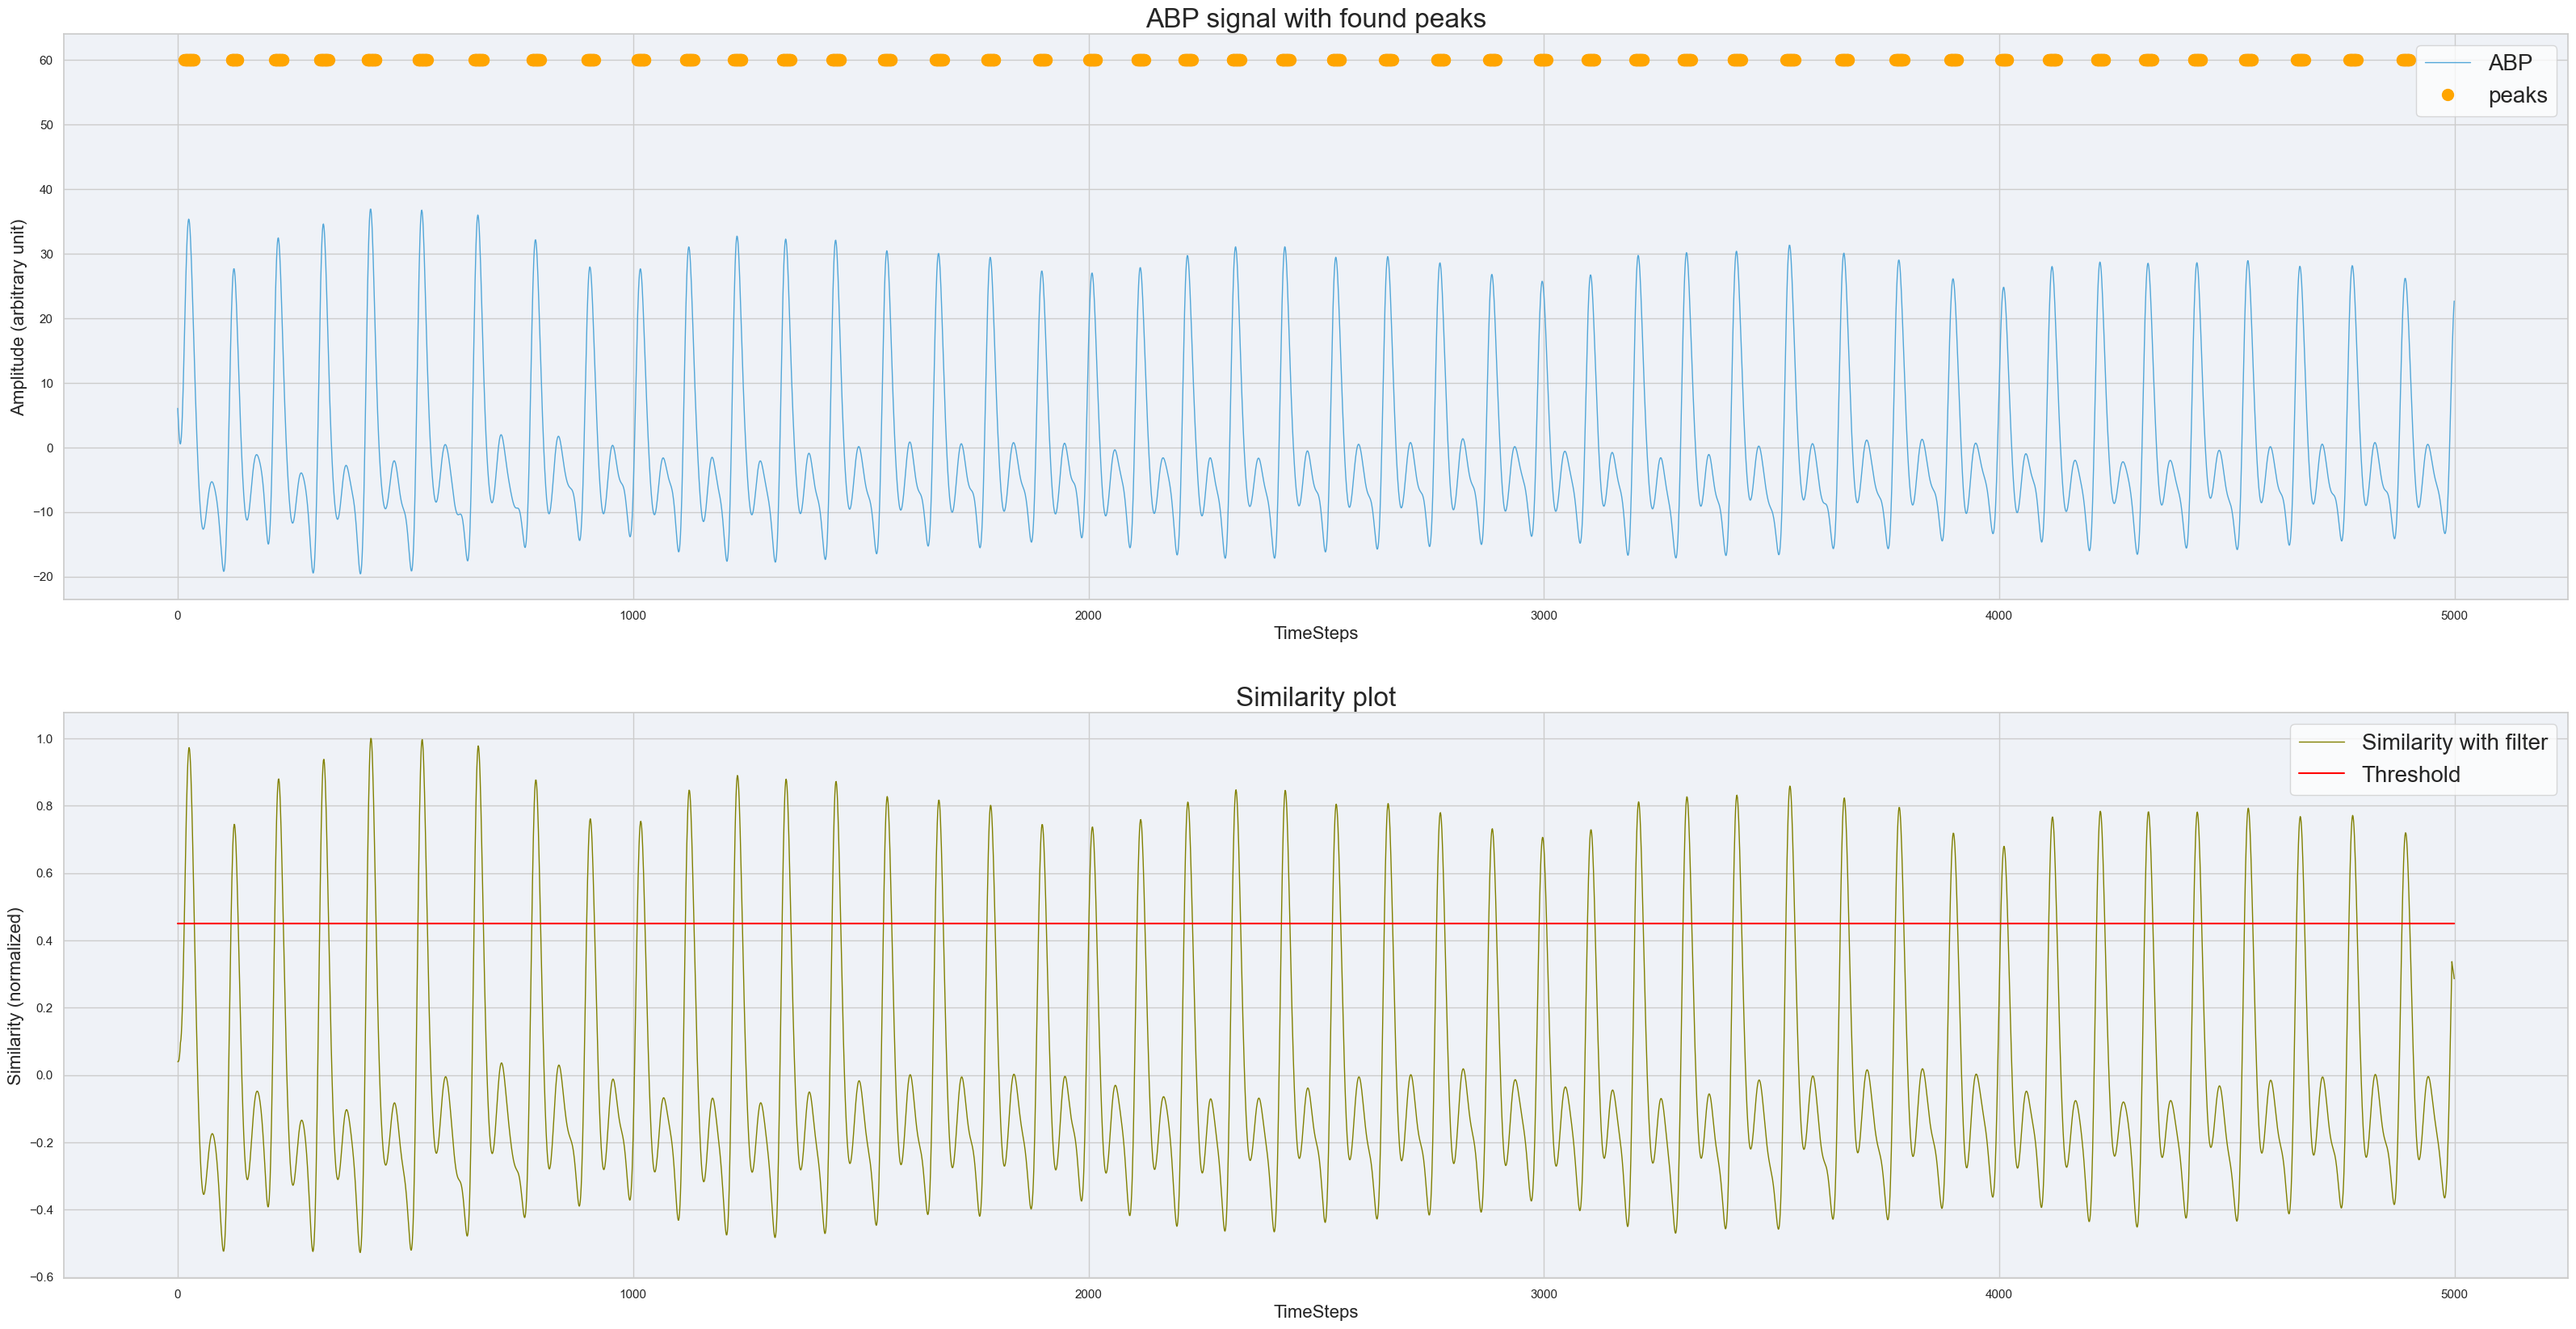 ABP signal with found peaks
60
50
40
30
20
10
0
−10
−20
Amplitude (arbitrary unit)
ABP
peaks
0 1000 2000 3000 4000 5000
TimeSteps
Similarity plot
1.0
0.8
0.6
0.4
0.2
0.0
−0.2
−0.4
−0.6
Similarity (normalized)
Similarity with filter
Threshold
0 1000 2000 3000 4000 5000
TimeSteps